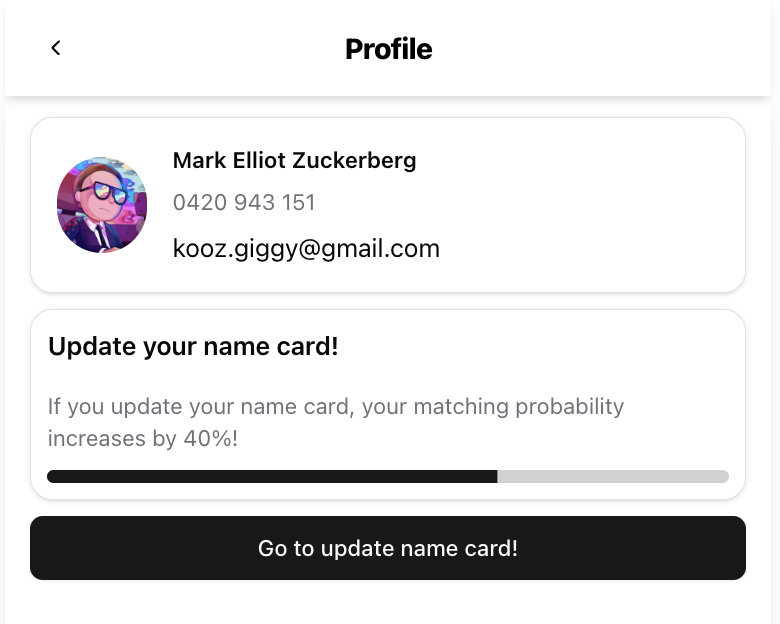 Profile
Mark Elliot Zuckerberg
0420 943 151
kooz.giggy@gmail.com
Update your name card!
If you update your name card, your matching probability
increases by 40%!
Go to update name card!